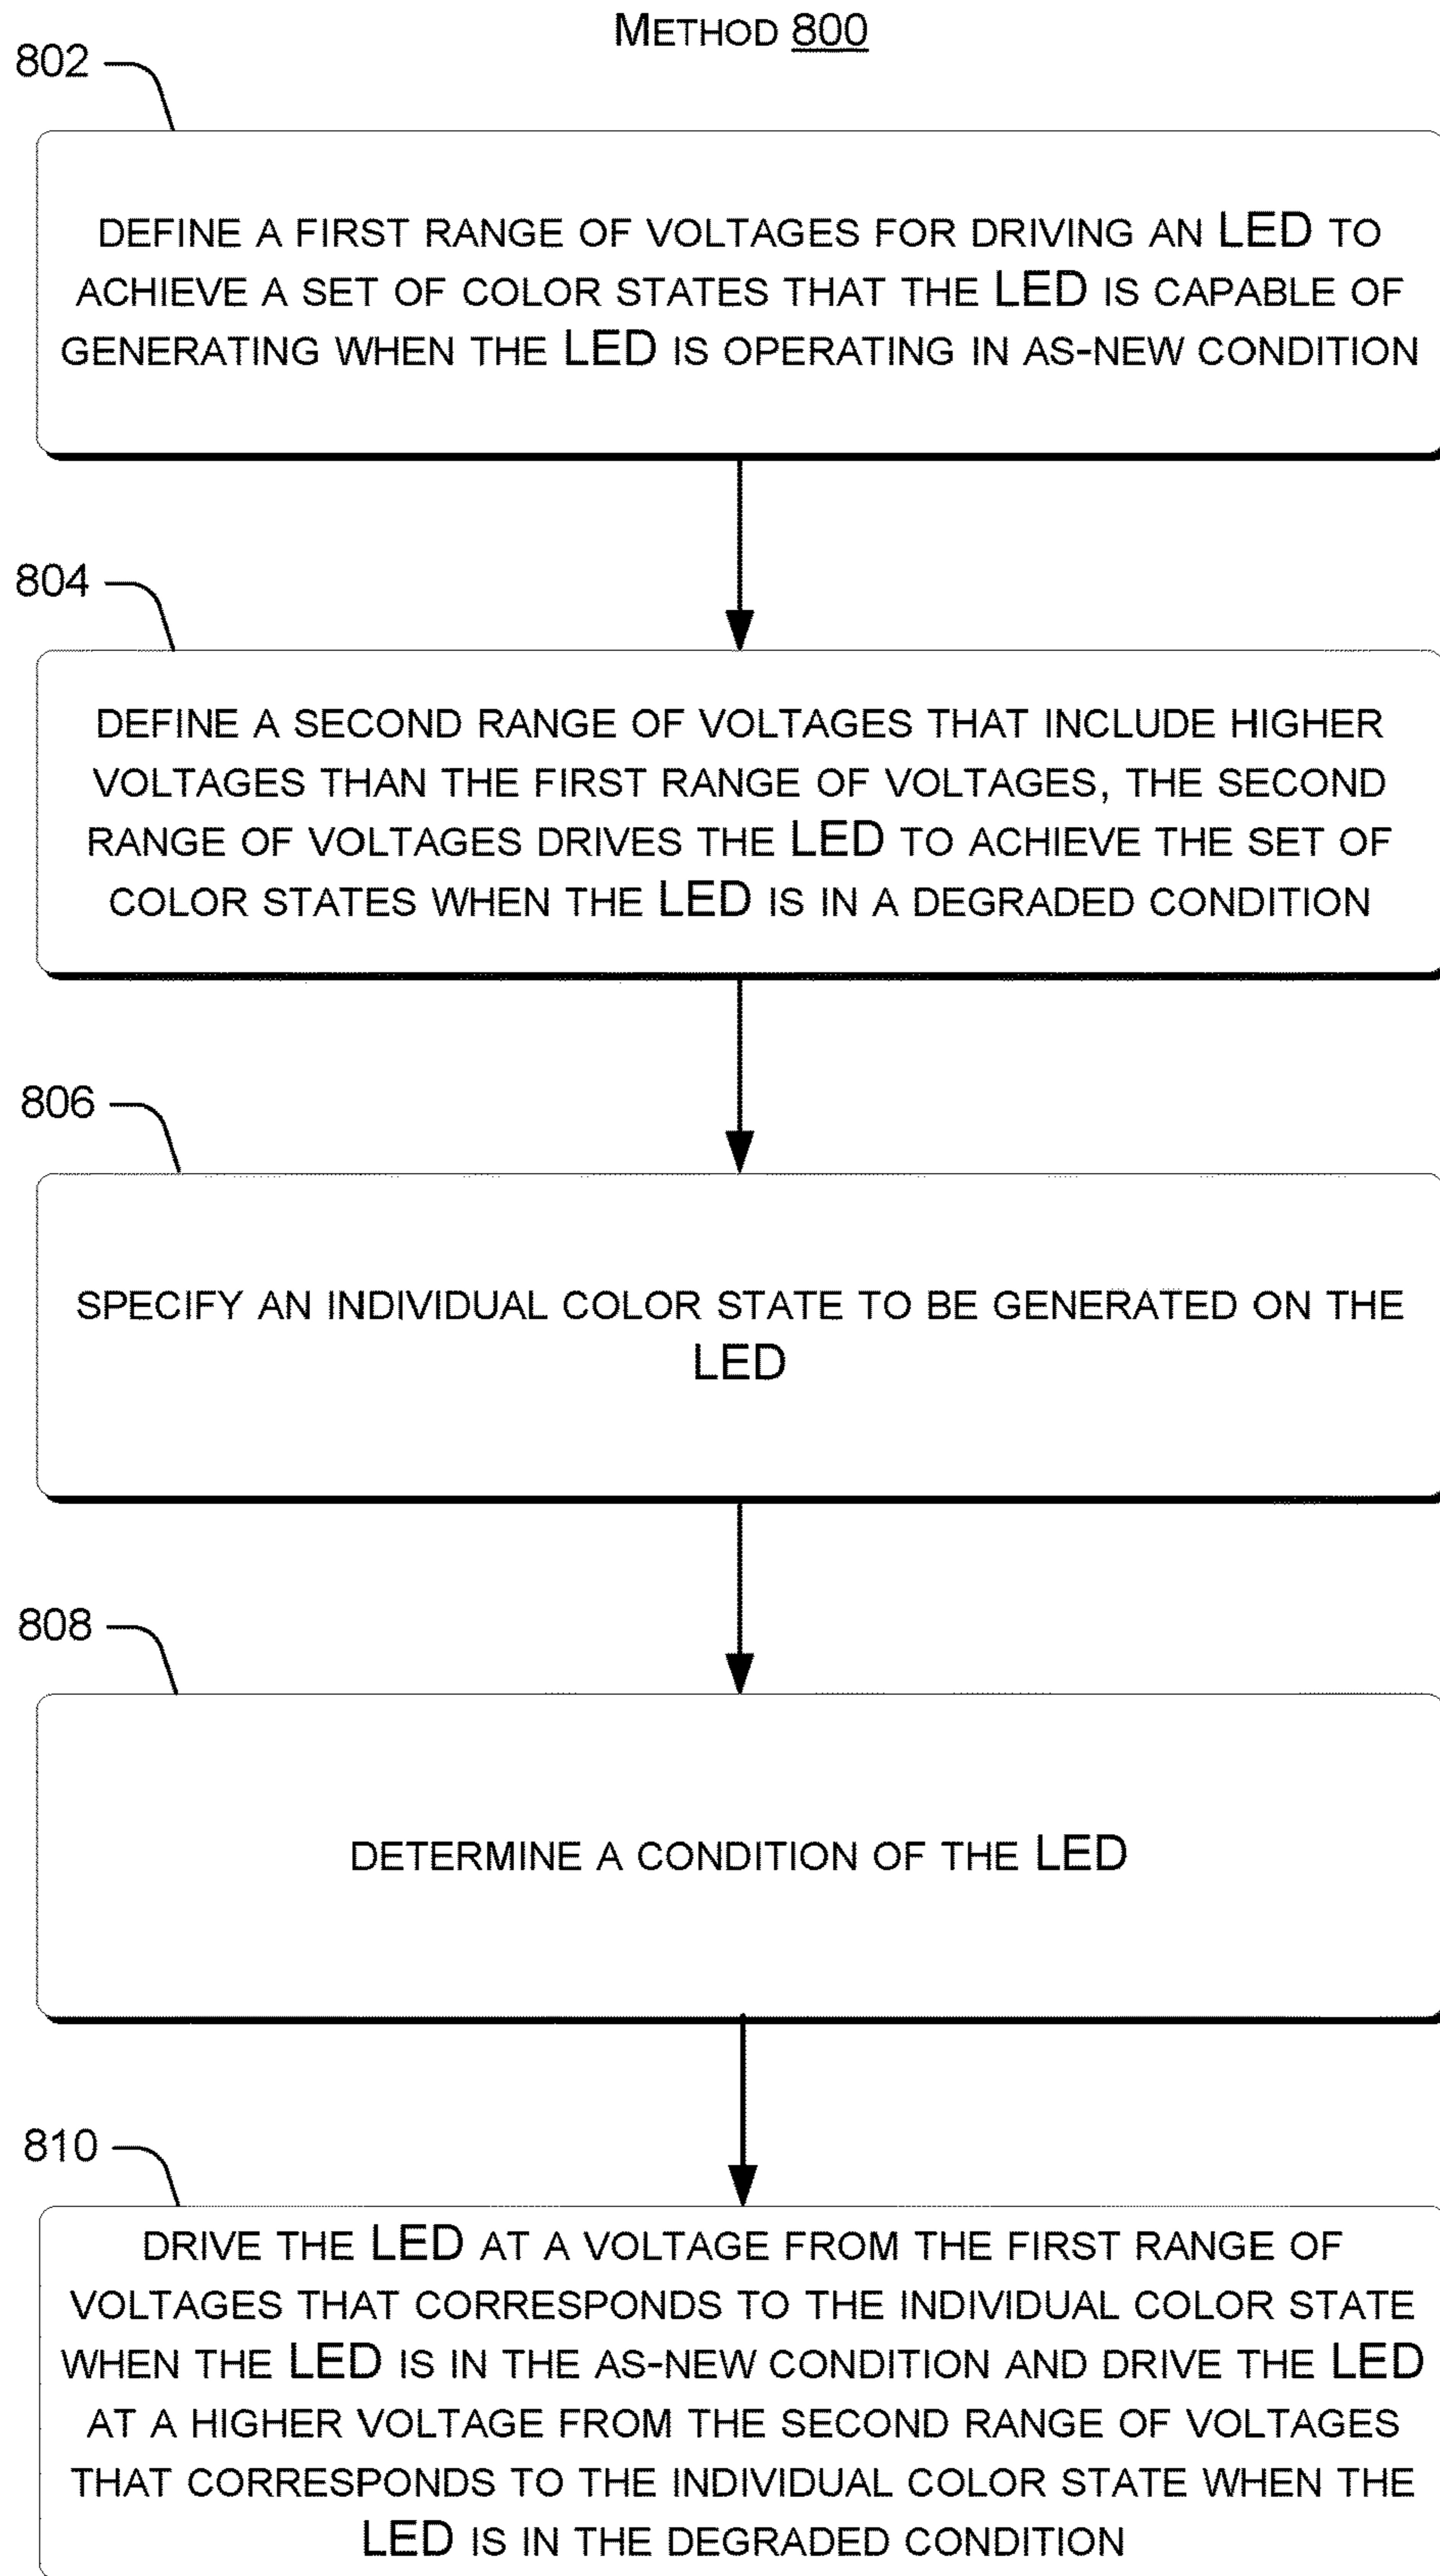 METHOD 800
802
DEFINE A FIRST RANGE OF VOLTAGES FOR DRIVING AN LED TO
ACHIEVE A SET OF COLOR STATES THAT THE LED IS CAPABLE OF
GENERATING WHEN THE LED IS OPERATING IN AS-NEW CONDITION
804
DEFINE A SECOND RANGE OF VOLTAGES THAT INCLUDE HIGHER
VOLTAGES THAN THE FIRST RANGE OF VOLTAGES, THE SECOND
RANGE OF VOLTAGES DRIVES THE LED TO ACHIEVE THE SET OF
COLOR STATES WHEN THE LED IS IN A DEGRADED CONDITION
806
SPECIFY AN INDIVIDUAL COLOR STATE TO BE GENERATED ON THE
LED
808
DETERMINE A CONDITION OF THE LED
810
DRIVE THE LED AT A VOLTAGE FROM THE FIRST RANGE OF
VOLTAGES THAT CORRESPONDS TO THE INDIVIDUAL COLOR STATE
WHEN THE LED IS IN THE AS-NEW CONDITION AND DRIVE THE LED
AT A HIGHER VOLTAGE FROM THE SECOND RANGE OF VOLTAGES
THAT CORRESPONDS TO THE INDIVIDUAL COLOR STATE WHEN THE
LED IS IN THE DEGRADED CONDITION